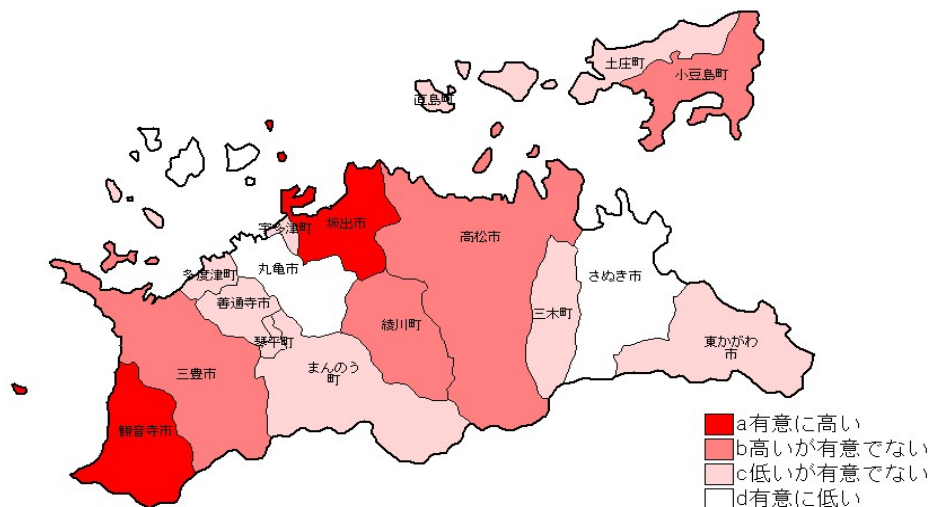 土庄町
小豆島町
直島町
坂出市
宇多津町
高松市
丸亀市
多度津町
さぬき市
善通寺市
三木町
綾川町
琴平町
東かがわ
市
まんのう
町
三豊市
観音寺市
a有意に高い
b高いが有意でない
c低いが有意でない
d有意に低い